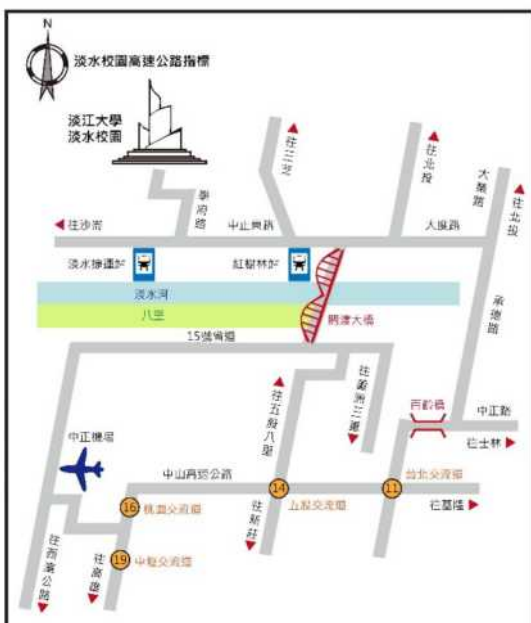 N
淡水校園高速公路指標
淡江大學
淡水校園
往三芝
往北投
大業路
往北投
學府路
往沙崙
中正東路
大度路
淡水捷運站
紅樹林站
淡水河
八里
關渡大橋
15號省道
承德路
往蘆洲三重
往五股八里
百齡橋
中正路
往士林
中正機場
中山高速公路
14
11
台北交流道
16
桃園交流道
五股交流道
往基隆
往新莊
19
中壢交流道
往西濱公路
往高雄